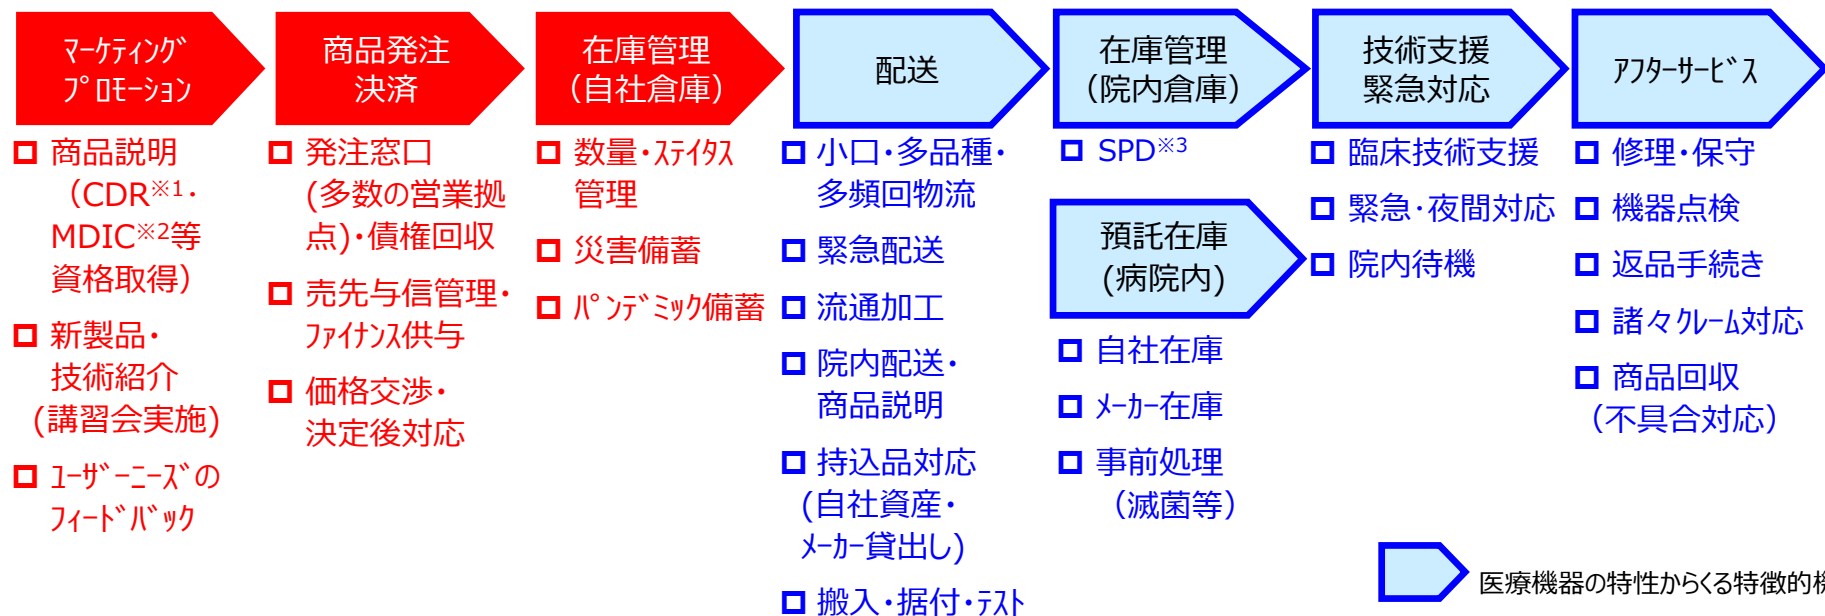 ﾏｰｹﾃｨﾝｸﾞ
ﾌﾟﾛﾓｰｼｮﾝ
商品発注
決済
在庫管理
（自社倉庫）
配送
在庫管理
（院内倉庫）
技術支援
緊急対応
ｱﾌﾀｰｻｰﾋﾞｽ
商品説明
（CDR※1・
MDIC※2等
資格取得）
新製品・
技術紹介
(講習会実施)
ﾕｰｻﾞｰﾆｰｽﾞの
ﾌｨｰﾄﾞﾊﾞｯｸ
発注窓口
(多数の営業拠
点)・債権回収
売先与信管理・
ﾌｧｲﾅﾝｽ供与
価格交渉・
決定後対応
数量・ｽﾃｲﾀｽ
管理
災害備蓄
ﾊﾟﾝﾃﾞﾐｯｸ備蓄
小口・多品種・
多頻回物流
緊急配送
流通加工
院内配送・
商品説明
持込品対応
(自社資産・
ﾒｰｶｰ貸出し)
搬入・据付・ﾃｽﾄ
SPD※3
預託在庫
(病院内)
自社在庫
ﾒｰｶｰ在庫
事前処理
（滅菌等）
臨床技術支援
緊急・夜間対応
院内待機
修理・保守
機器点検
返品手続き
諸々ｸﾚｰﾑ対応
商品回収
（不具合対応）
医療機器の特性からくる特徴的